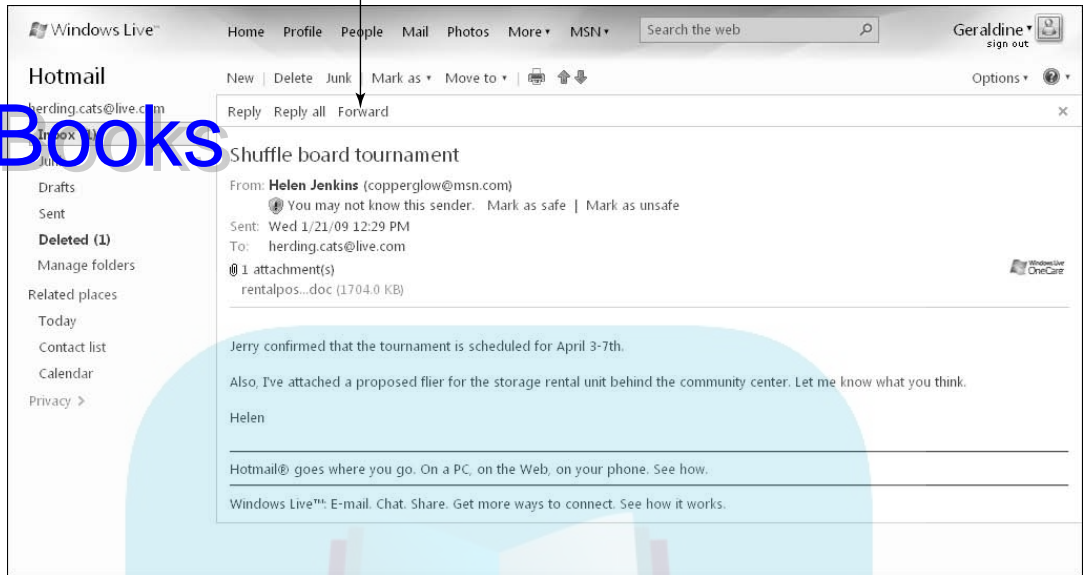 Windows Live™ Home Profile People Mail Photos More MSN Search the web Geraldine
sign out
Hotmail New | Delete Junk | Mark as Move to | Options
herding.cats@live.com Reply Reply all Forward
Inbox (1)
Books
Junk
Drafts
Sent
Deleted (1)
Manage folders
Related places
Today
Contact list
Calendar
Privacy >
Shuffle board tournament
From: Helen Jenkins (copperglow@msn.com)
You may not know this sender. Mark as safe | Mark as unsafe
Sent: Wed 1/21/09 12:29 PM
To: herding.cats@live.com
1 attachment(s)
rentalpos...doc (1704.0 KB)
Windows Live
OneCare
Jerry confirmed that the tournament is scheduled for April 3-7th.
Also, I've attached a proposed flier for the storage rental unit behind the community center. Let me know what you think.
Helen
Hotmail® goes where you go. On a PC, on the Web, on your phone. See how.
Windows Live™: E-mail. Chat. Share. Get more ways to connect. See how it works.